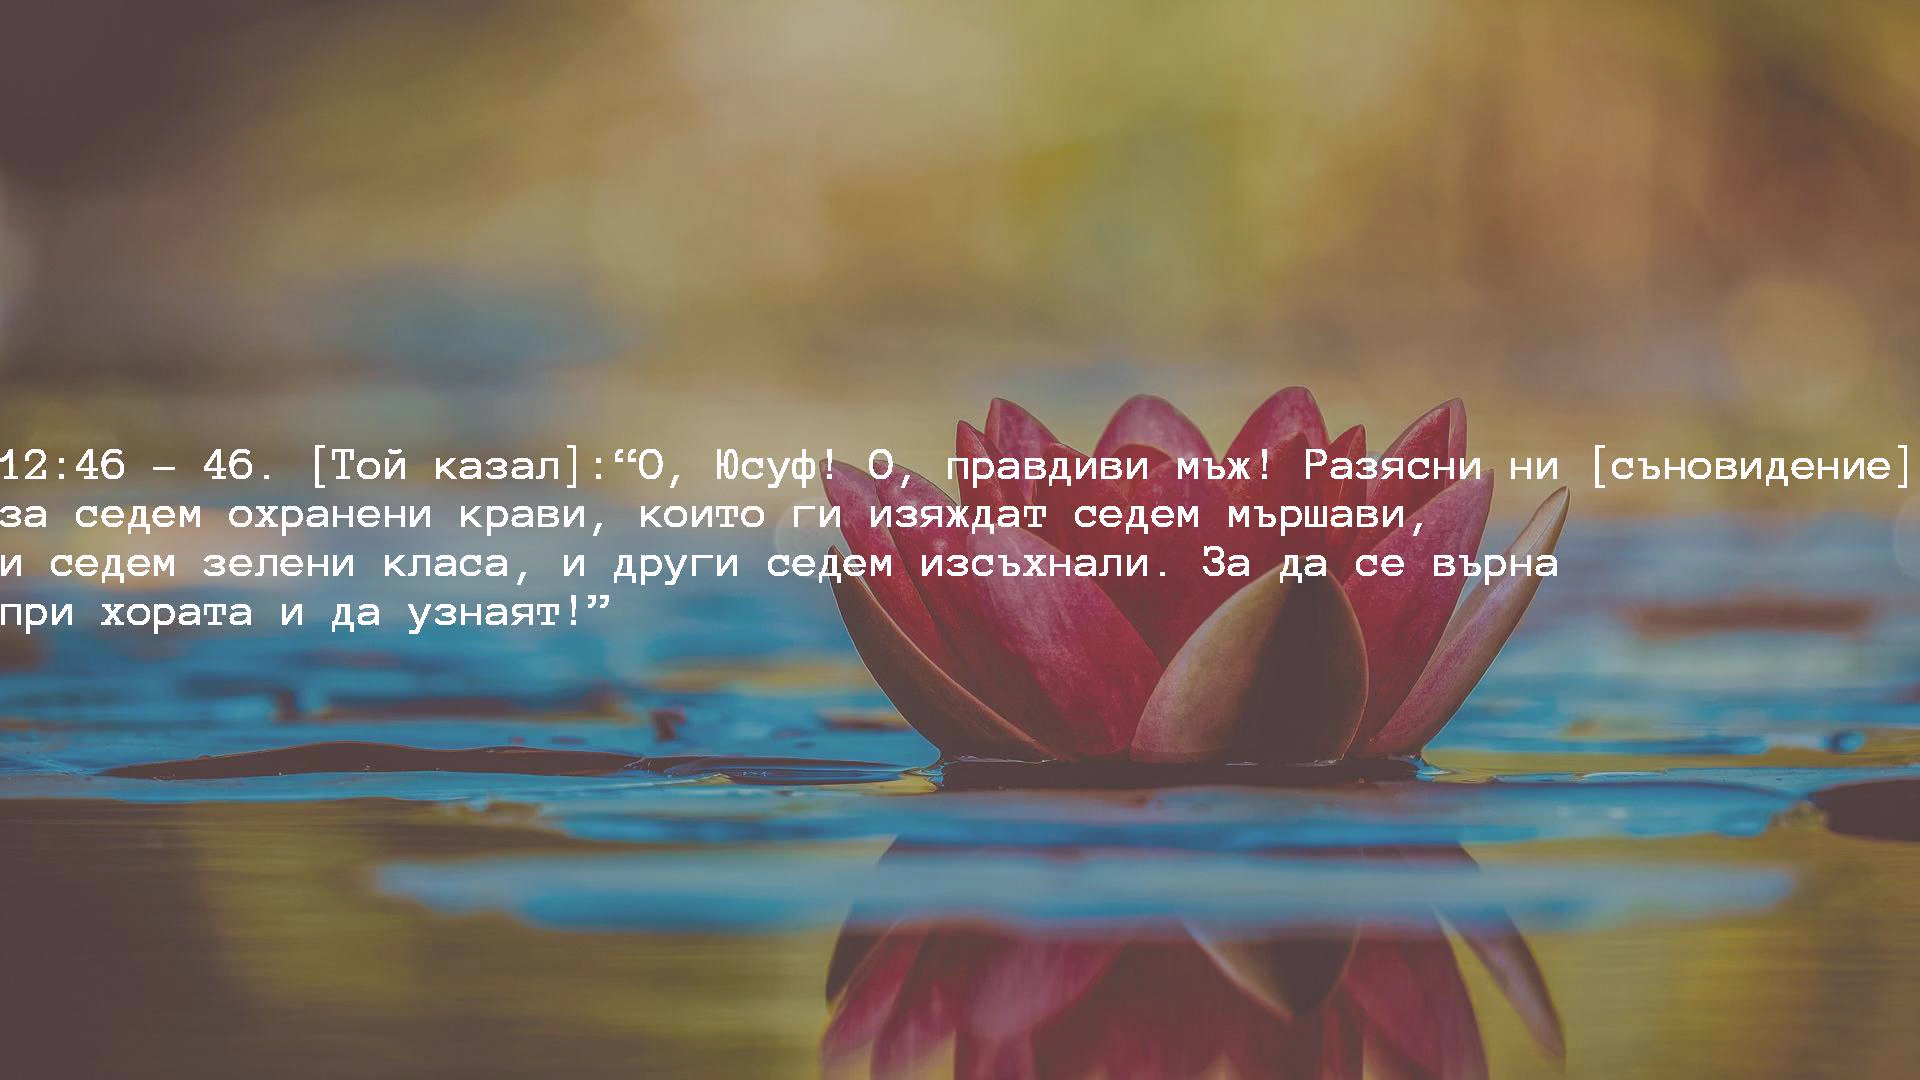 12:46 – 46. [Той казал]:“О, Юсуф! О, правдиви мъж! Разясни ни [съновидение]
за седем охранени крави, които ги изяждат седем мършави,
и седем зелени класа, и други седем изсъхнали. За да се върна
при хората и да узнаят!”